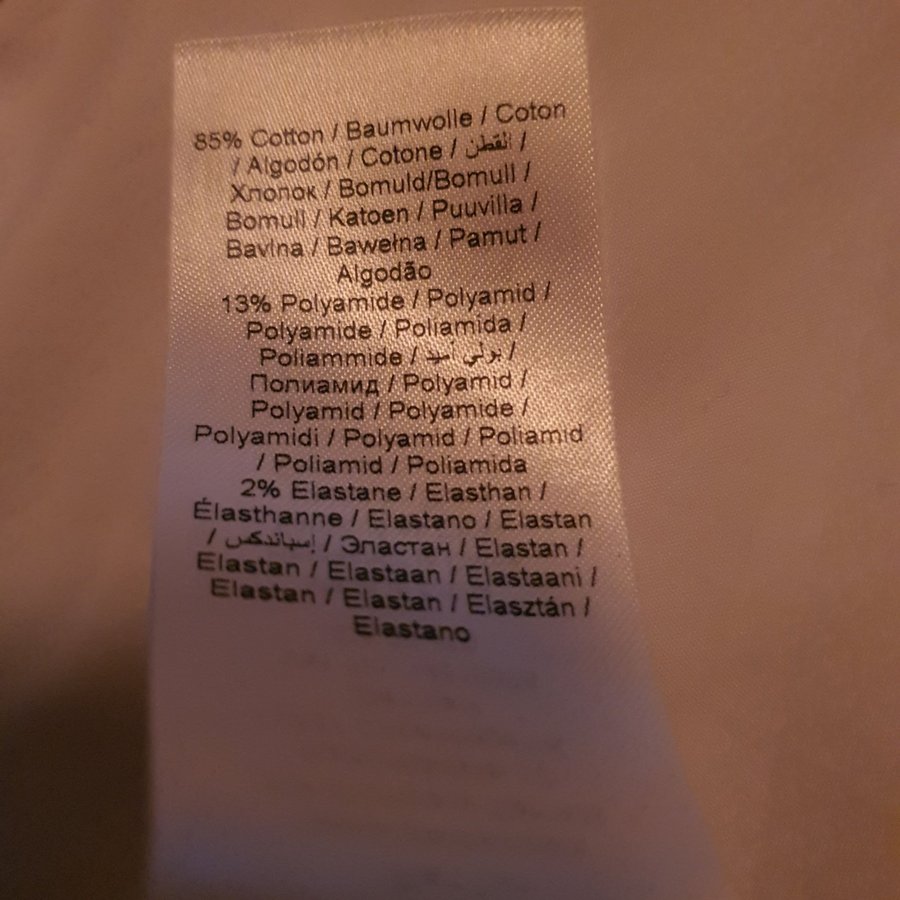 85% Cotton / Baumwolle / Coton
/ Algodón / Cotone / القطن /
Хлопок / Bomuld/Bomull /
Bomull / Katoen / Puuvilla /
Bavlna / Bawełna / Pamut /
Algodão
13% Polyamide / Polyamid /
Polyamide / Poliamida /
Poliammide / بولي أميد /
Полиамид / Polyamid /
Polyamid / Polyamide /
Polyamidi / Polyamid / Poliamid
/ Poliamid / Poliamida
2% Elastane / Elasthan /
Élasthanne / Elastano / Elastan
/ إسباندكس / Эластан / Elastan /
Elastan / Elastaan / Elastaani /
Elastan / Elastan / Elasztán /
Elastano